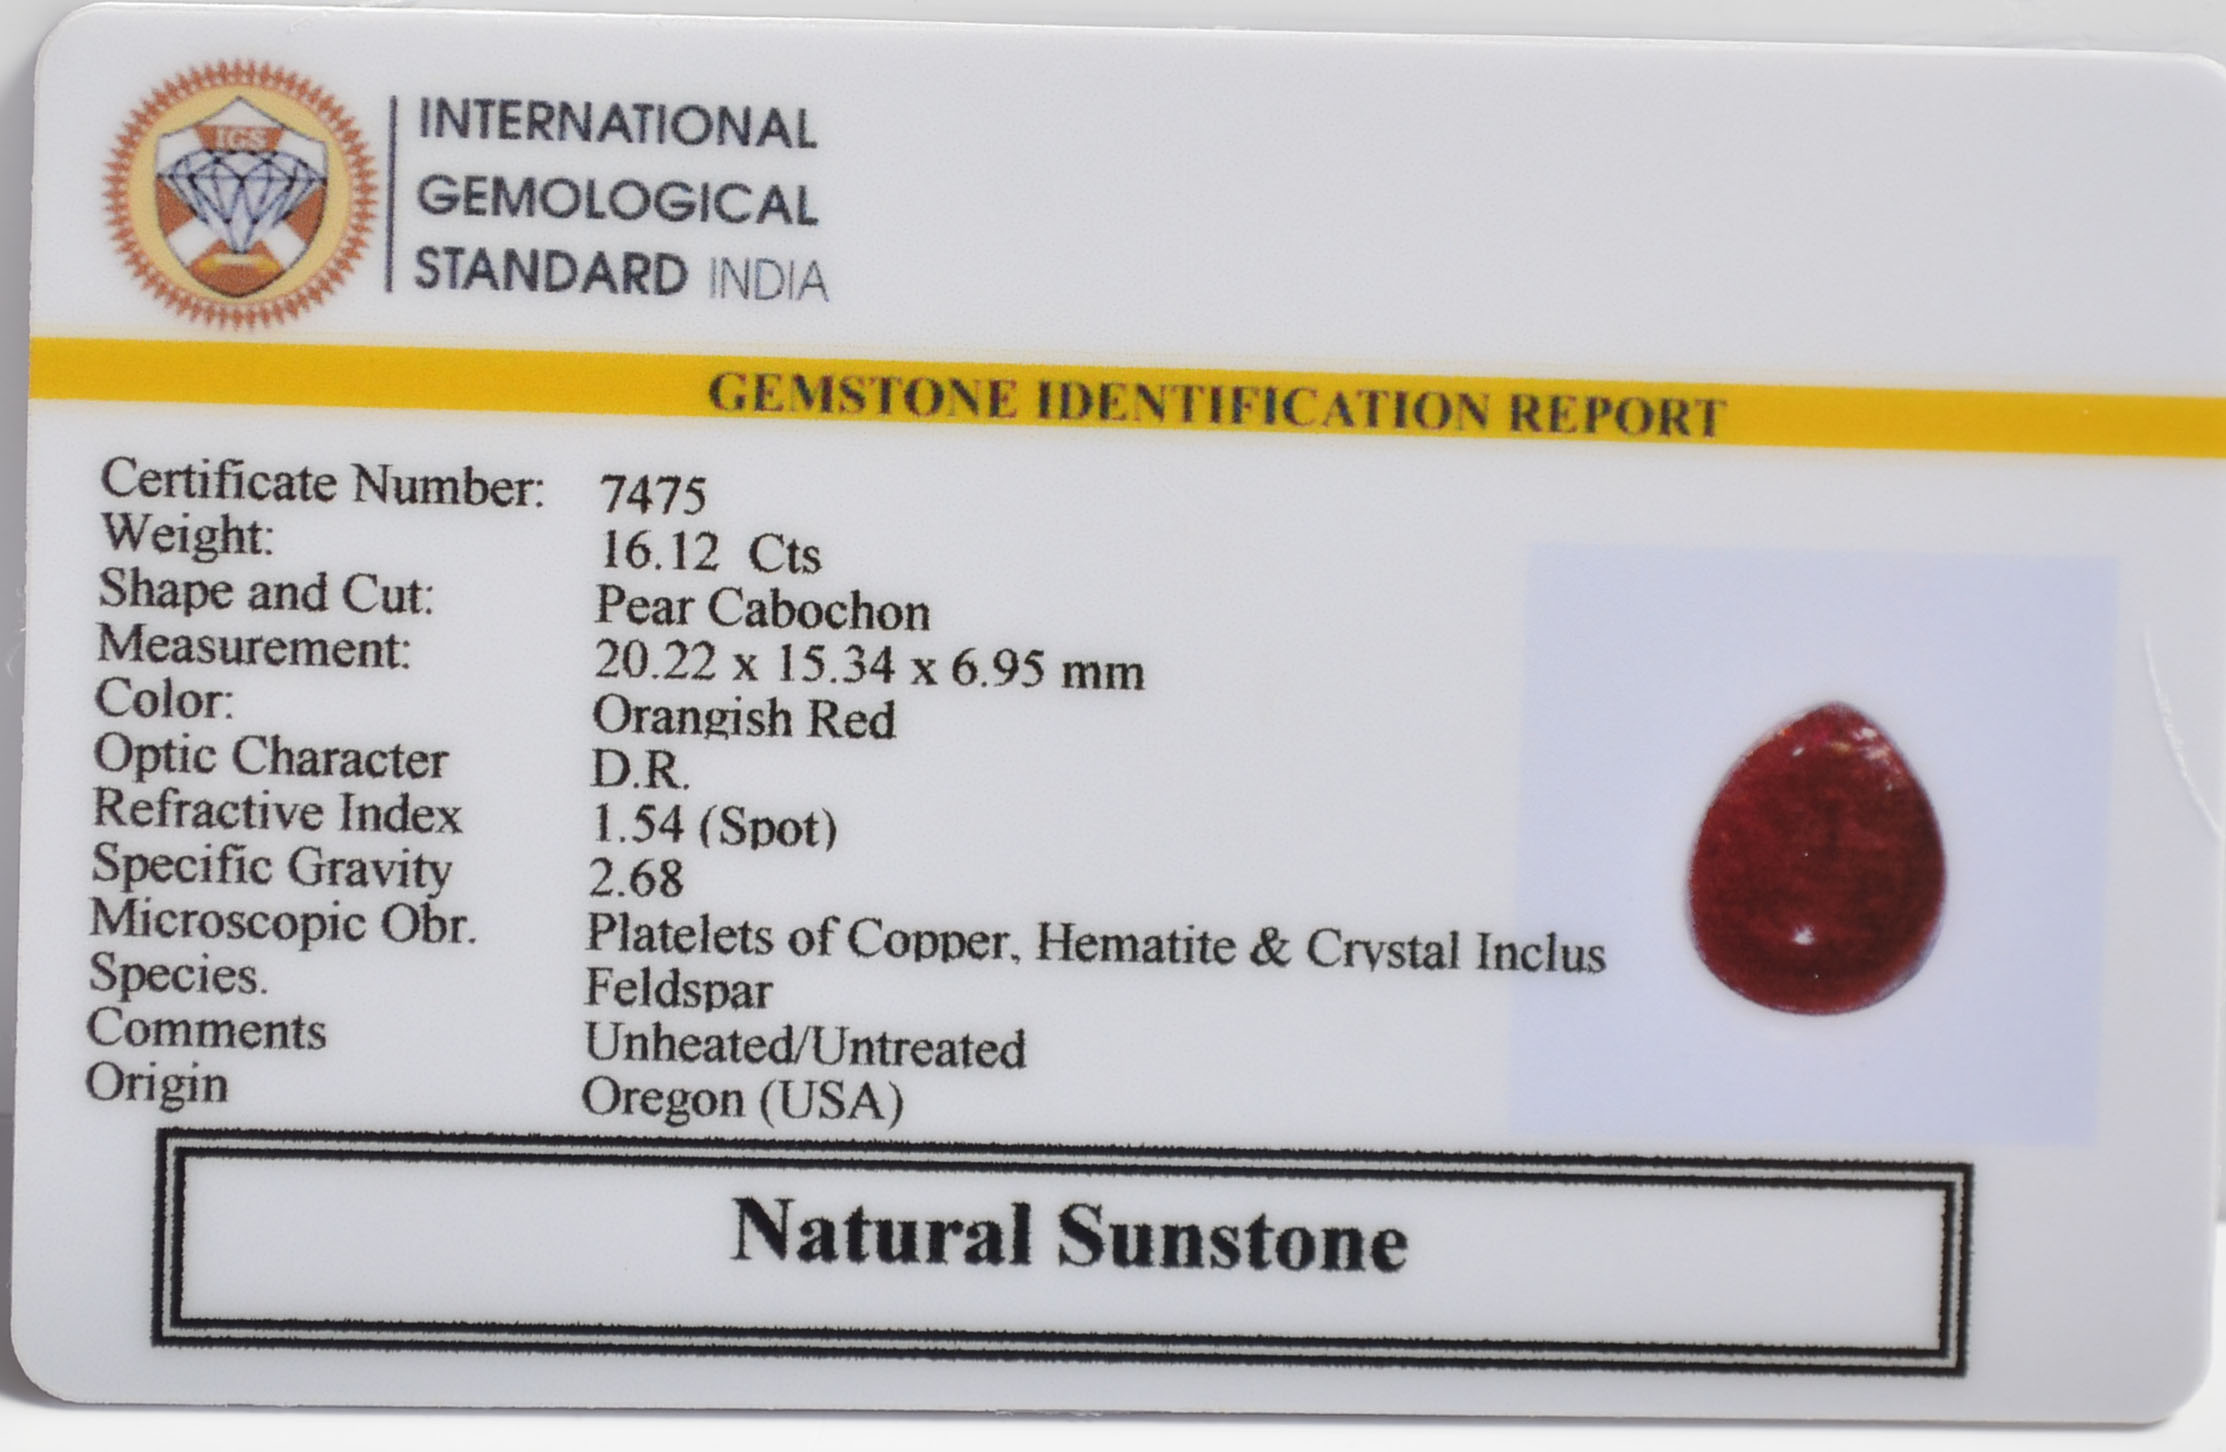 IGS
INTERNATIONAL
GEMOLOGICAL
STANDARD INDIA
GEMSTONE IDENTIFICATION REPORT
Certificate Number: 7475
Weight: 16.12 Cts
Shape and Cut: Pear Cabochon
Measurement: 20.22 x 15.34 x 6.95 mm
Color: Orangish Red
Optic Character D.R.
Refractive Index 1.54 (Spot)
Specific Gravity 2.68
Microscopic Obr. Platelets of Copper, Hematite & Crystal Inclus
Species. Feldspar
Comments Unheated/Untreated
Origin Oregon (USA)
Natural Sunstone